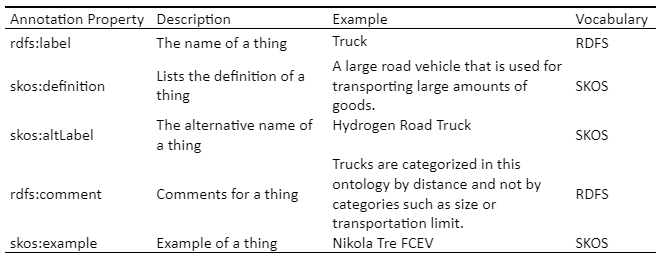 Annotation Property Description Example Vocabulary
rdfs:label The name of a thing Truck RDFS
skos:definition Lists the definition of a thing A large road vehicle that is used for transporting large amounts of goods. SKOS
skos:altLabel The alternative name of a thing Hydrogen Road Truck SKOS
rdfs:comment Comments for a thing Trucks are categorized in this ontology by distance and not by categories such as size or transportation limit. RDFS
skos:example Example of a thing Nikola Tre FCEV SKOS